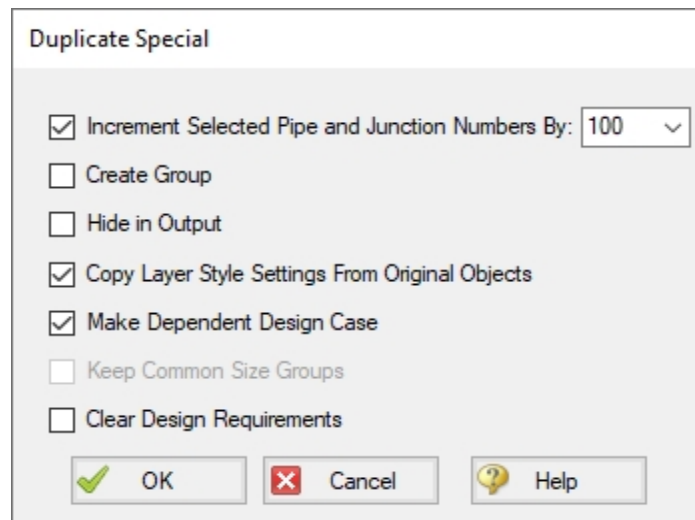 Duplicate Special
Increment Selected Pipe and Junction Numbers By: 100
Create Group
Hide in Output
Copy Layer Style Settings From Original Objects
Make Dependent Design Case
Keep Common Size Groups
Clear Design Requirements
OK Cancel Help